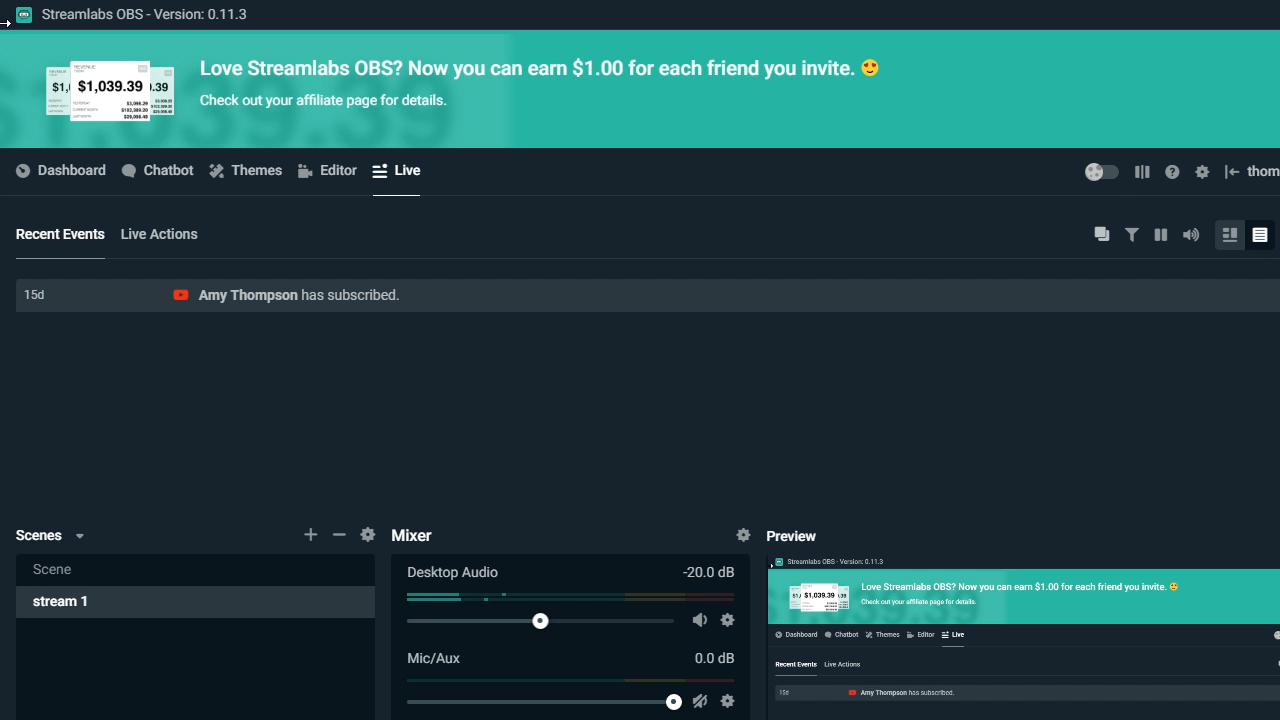 Streamlabs OBS - Version: 0.11.3
Love Streamlabs OBS? Now you can earn $1.00 for each friend you invite. 😍
Check out your affiliate page for details.
REVENUE
$1,039.39
Dashboard Chatbot Themes Editor Live
thom
Recent Events Live Actions
15d Amy Thompson has subscribed.
Scenes
Mixer
Preview
Scene
stream 1
Desktop Audio -20.0 dB
Mic/Aux 0.0 dB
Streamlabs OBS - Version: 0.11.3
Love Streamlabs OBS? Now you can earn $1.00 for each friend you invite. 😍
Check out your affiliate page for details.
$1,039.39
Dashboard Chatbot Themes Editor Live
Recent Events Live Actions
15d Amy Thompson has subscribed.